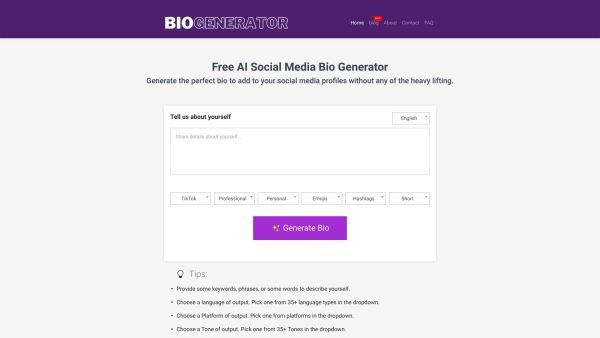 BIOGENERATOR
Home Blog About Contact FAQ
Free AI Social Media Bio Generator
Generate the perfect bio to add to your social media profiles without any of the heavy lifting.
Tell us about yourself
English
Share details about yourself...
TikTok Professional Personal Emojis Hashtags Short
✨ Generate Bio
Tips:
• Provide some keywords, phrases, or some words to describe yourself.
• Choose a language of output. Pick one from 35+ language types in the dropdown.
• Choose a Platform of output. Pick one from platforms in the dropdown.
• Choose a Tone of output. Pick one from 35+ Tones in the dropdown.